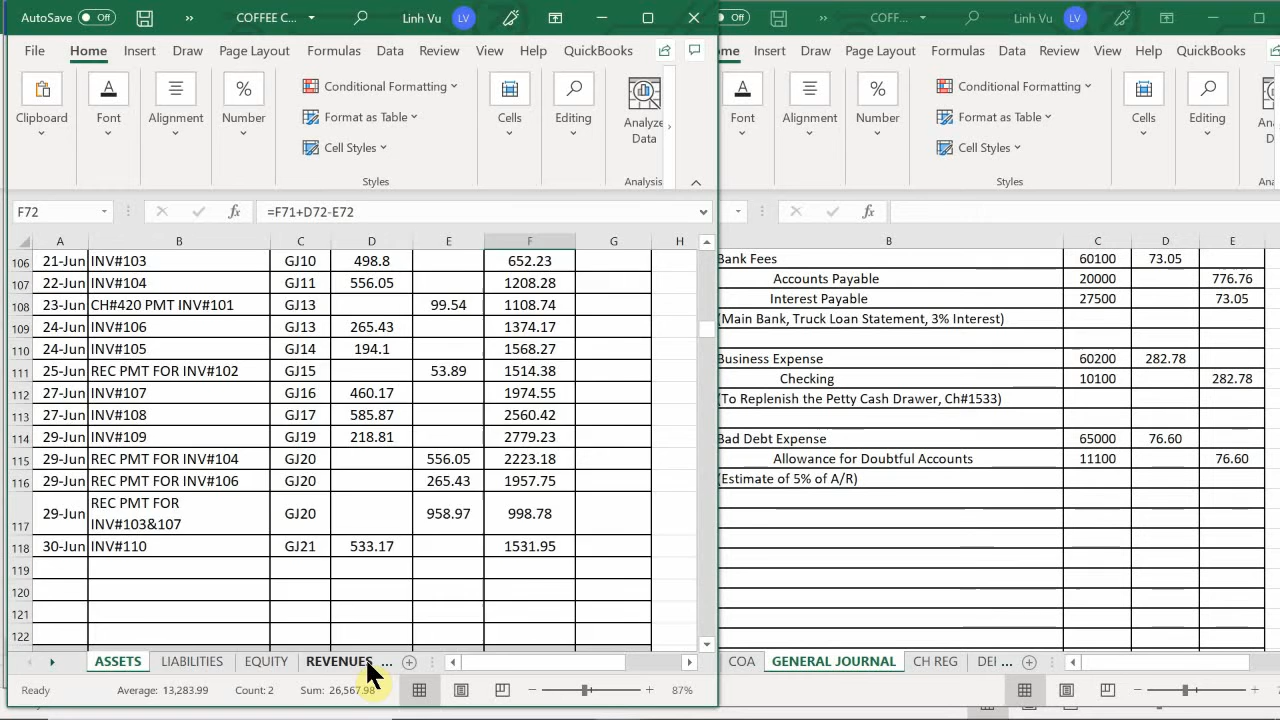 AutoSave Off » COFFEE C... Linh Vu LV
File Home Insert Draw Page Layout Formulas Data Review View Help QuickBooks
Clipboard Font Alignment % Number Conditional Formatting Format as Table Cell Styles Styles Cells Editing Analyze Data Analysis
F72 fx =F71+D72-E72
A B C D E F G H
106 21-Jun INV#103 GJ10 498.8 652.23
107 22-Jun INV#104 GJ11 556.05 1208.28
108 23-Jun CH#420 PMT INV#101 GJ13 99.54 1108.74
109 24-Jun INV#106 GJ13 265.43 1374.17
110 24-Jun INV#105 GJ14 194.1 1568.27
111 25-Jun REC PMT FOR INV#102 GJ15 53.89 1514.38
112 27-Jun INV#107 GJ16 460.17 1974.55
113 27-Jun INV#108 GJ17 585.87 2560.42
114 29-Jun INV#109 GJ19 218.81 2779.23
115 29-Jun REC PMT FOR INV#104 GJ20 556.05 2223.18
116 29-Jun REC PMT FOR INV#106 GJ20 265.43 1957.75
REC PMT FOR
117 29-Jun INV#103&107 GJ20 958.97 998.78
118 30-Jun INV#110 GJ21 533.17 1531.95
119
120
121
122
ASSETS LIABILITIES EQUITY REVENUES ...
Ready Average: 13,283.99 Count: 2 Sum: 26,567.98 87%
Off » COFF... Linh Vu LV
me Insert Draw Page Layout Formulas Data Review View Help QuickBooks
Font Alignment % Number Conditional Formatting Format as Table Cell Styles Styles Cells Editing
fx
B C D E
Bank Fees 60100 73.05
Accounts Payable 20000 776.76
Interest Payable 27500 73.05
(Main Bank, Truck Loan Statement, 3% Interest)
Business Expense 60200 282.78
Checking 10100 282.78
(To Replenish the Petty Cash Drawer, Ch#1533)
Bad Debt Expense 65000 76.60
Allowance for Doubtful Accounts 11100 76.60
(Estimate of 5% of A/R)
COA GENERAL JOURNAL CH REG DEI ...